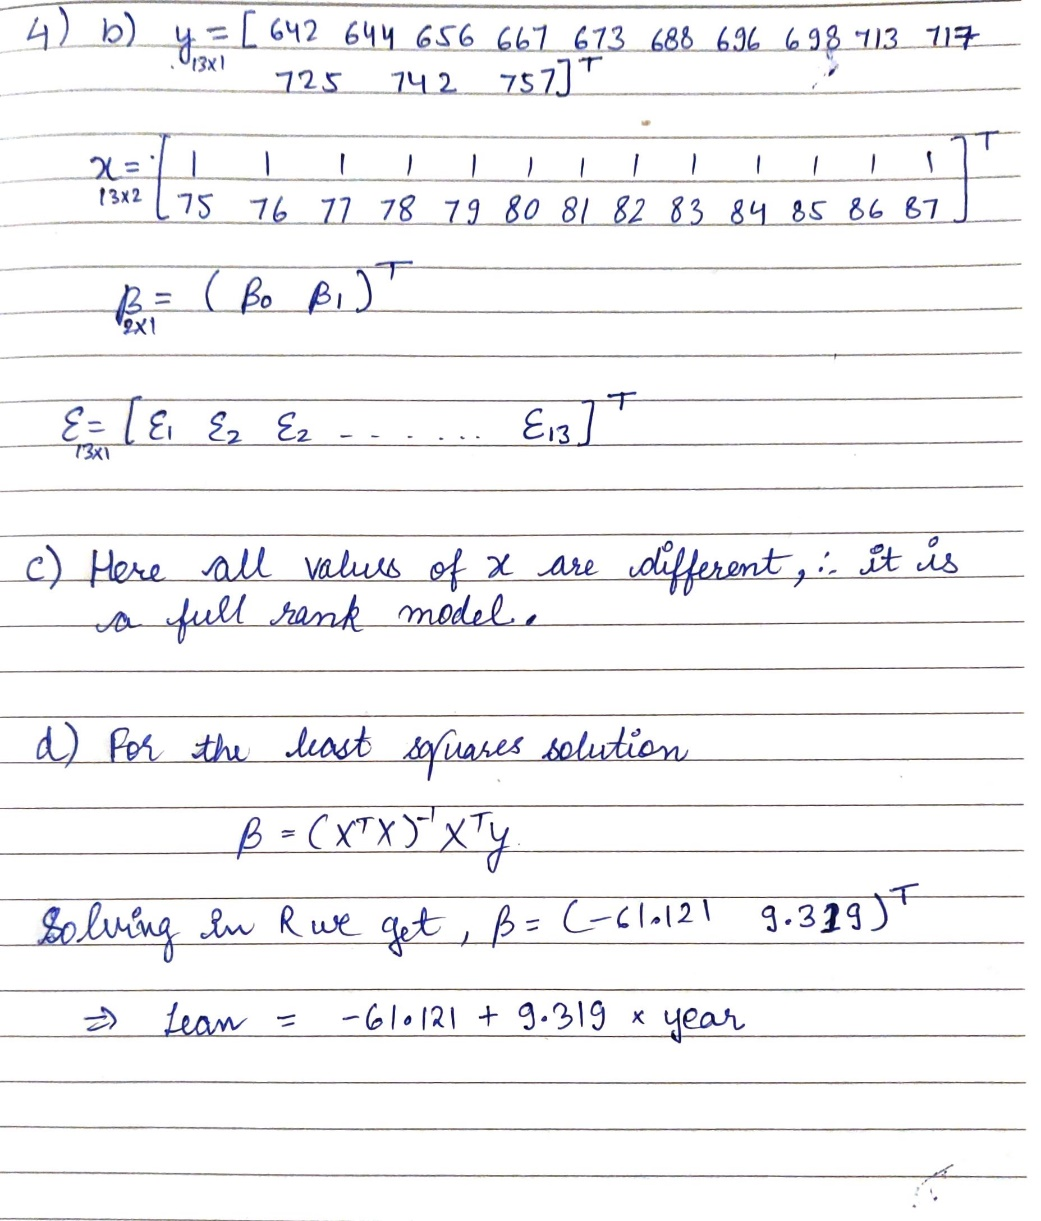 4) b) y = [ 642 644 656 667 673 688 696 698 713 717
13x1
725 742 757]ᵀ
x = [ 1 1 1 1 1 1 1 1 1 1 1 1 1 ]ᵀ
13x2 75 76 77 78 79 80 81 82 83 84 85 86 87
β = ( β₀ β₁ )ᵀ
2x1
ε = [ ε₁ ε₂ ε₂ - - . . . . . . ε₁₃ ]ᵀ
13x1
c) Here all values of x are different, ∴ it is
a full rank model.
d) For the least squares solution
β = (XᵀX)⁻¹ Xᵀy.
Solving in R we get, β = (-61.121 9.319)ᵀ
⇒ Lean = -61.121 + 9.319 x year